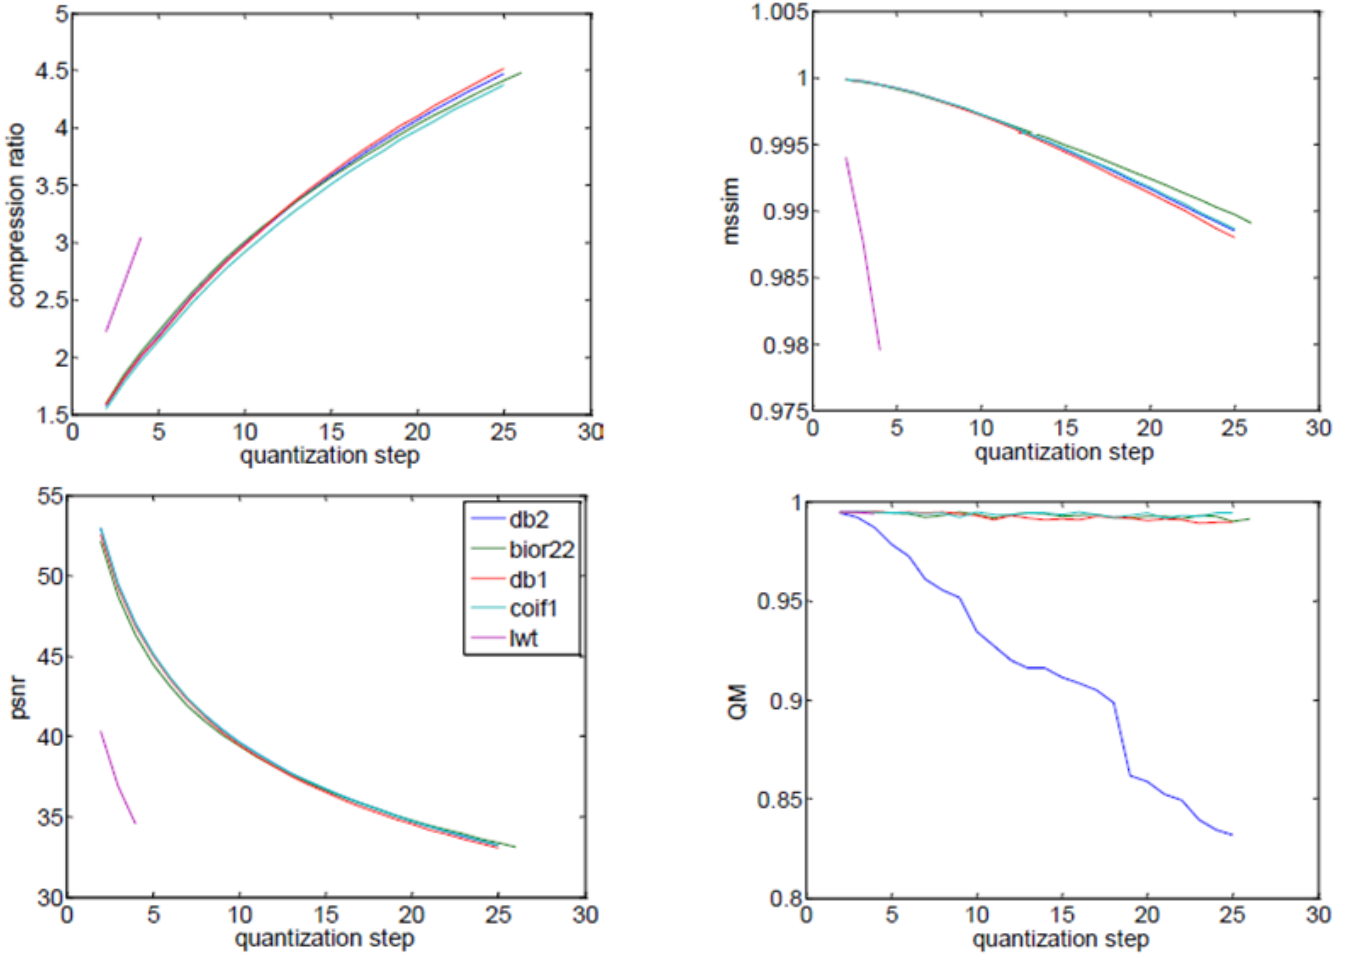 5
4.5
4
3.5
3
2.5
2
1.5
compression ratio
0 5 10 15 20 25 30
quantization step
1.005
1
0.995
0.99
0.985
0.98
0.975
mssim
0 5 10 15 20 25 30
quantization step
55
50
45
40
35
30
psnr
db2
bior22
db1
coif1
lwt
0 5 10 15 20 25 30
quantization step
1
0.95
0.9
0.85
0.8
QM
0 5 10 15 20 25 30
quantization step